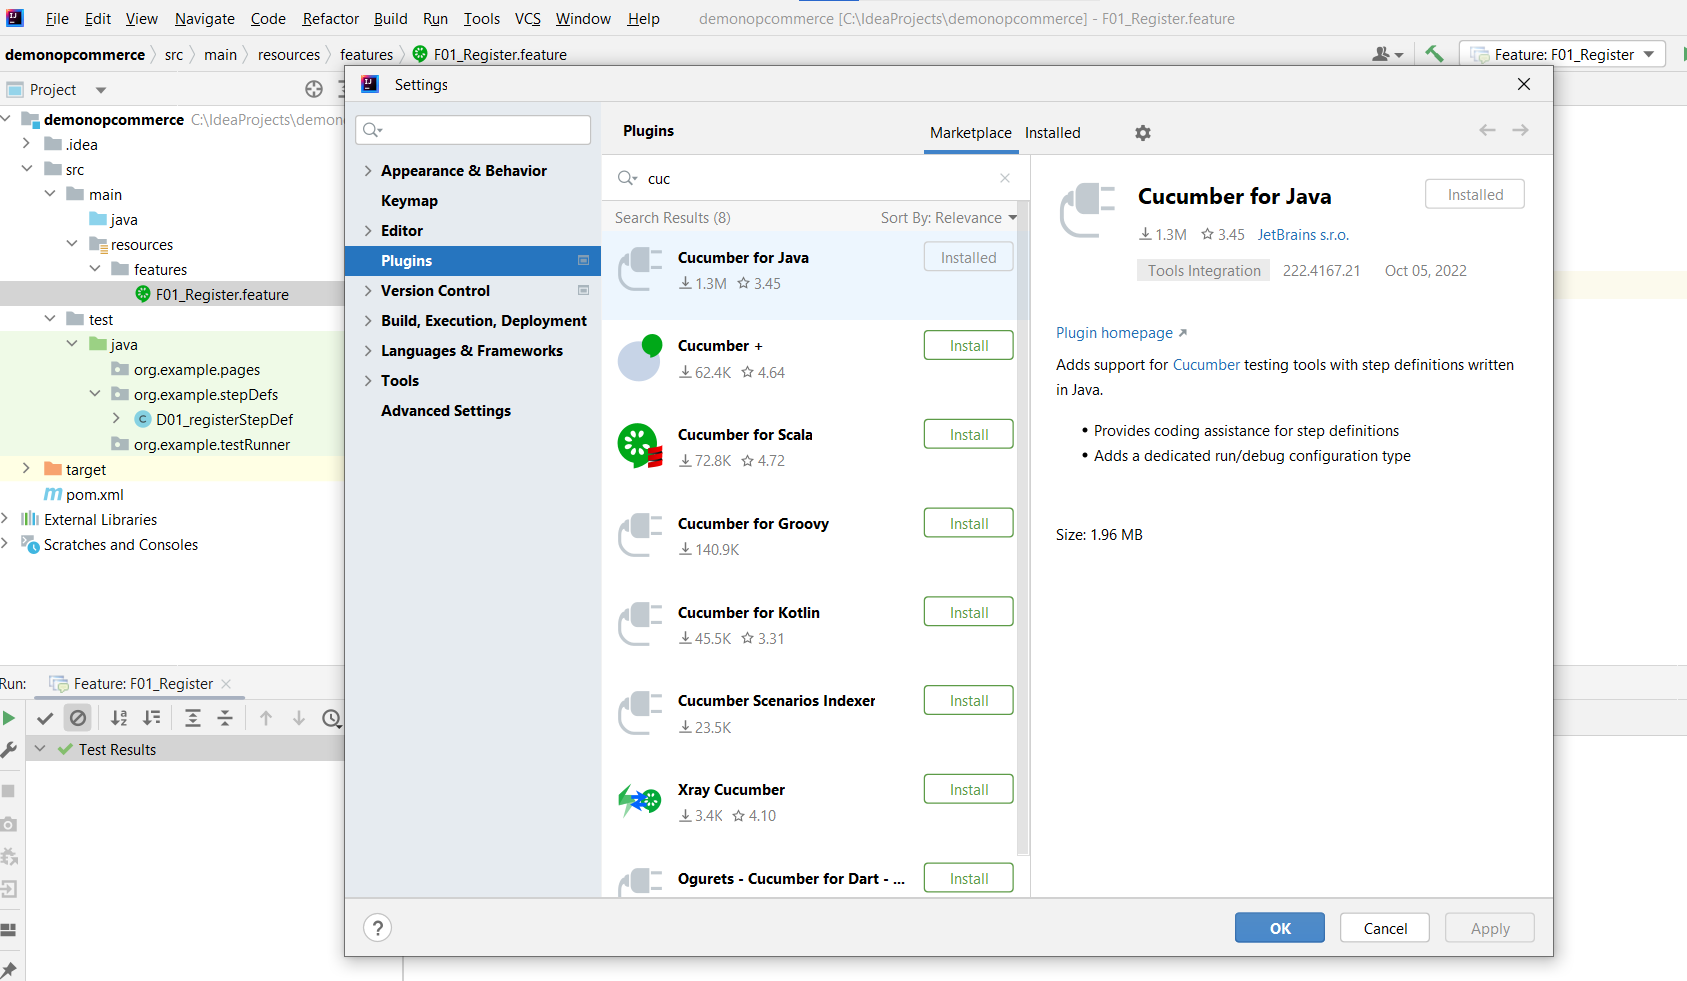 File Edit View Navigate Code Refactor Build Run Tools VCS Window Help demonopcommerce [C:\IdeaProjects\demonopcommerce] - F01_Register.feature
demonopcommerce src main resources features F01_Register.feature
Feature: F01_Register
Project
demonopcommerce C:\IdeaProjects\demon
.idea
src
main
java
resources
features
F01_Register.feature
test
java
org.example.pages
org.example.stepDefs
D01_registerStepDef
org.example.testRunner
target
pom.xml
External Libraries
Scratches and Consoles
Run: Feature: F01_Register
Test Results
Settings
Appearance & Behavior
Keymap
Editor
Plugins
Version Control
Build, Execution, Deployment
Languages & Frameworks
Tools
Advanced Settings
Plugins Marketplace Installed
cuc
Search Results (8) Sort By: Relevance
Cucumber for Java Installed
1.3M 3.45
Cucumber + Install
62.4K 4.64
Cucumber for Scala Install
72.8K 4.72
Cucumber for Groovy Install
140.9K
Cucumber for Kotlin Install
45.5K 3.31
Cucumber Scenarios Indexer Install
23.5K
Xray Cucumber Install
3.4K 4.10
Ogurets - Cucumber for Dart - ... Install
Cucumber for Java Installed
1.3M 3.45 JetBrains s.r.o.
Tools Integration 222.4167.21 Oct 05, 2022
Plugin homepage
Adds support for Cucumber testing tools with step definitions written
in Java.
• Provides coding assistance for step definitions
• Adds a dedicated run/debug configuration type
Size: 1.96 MB
? OK Cancel Apply